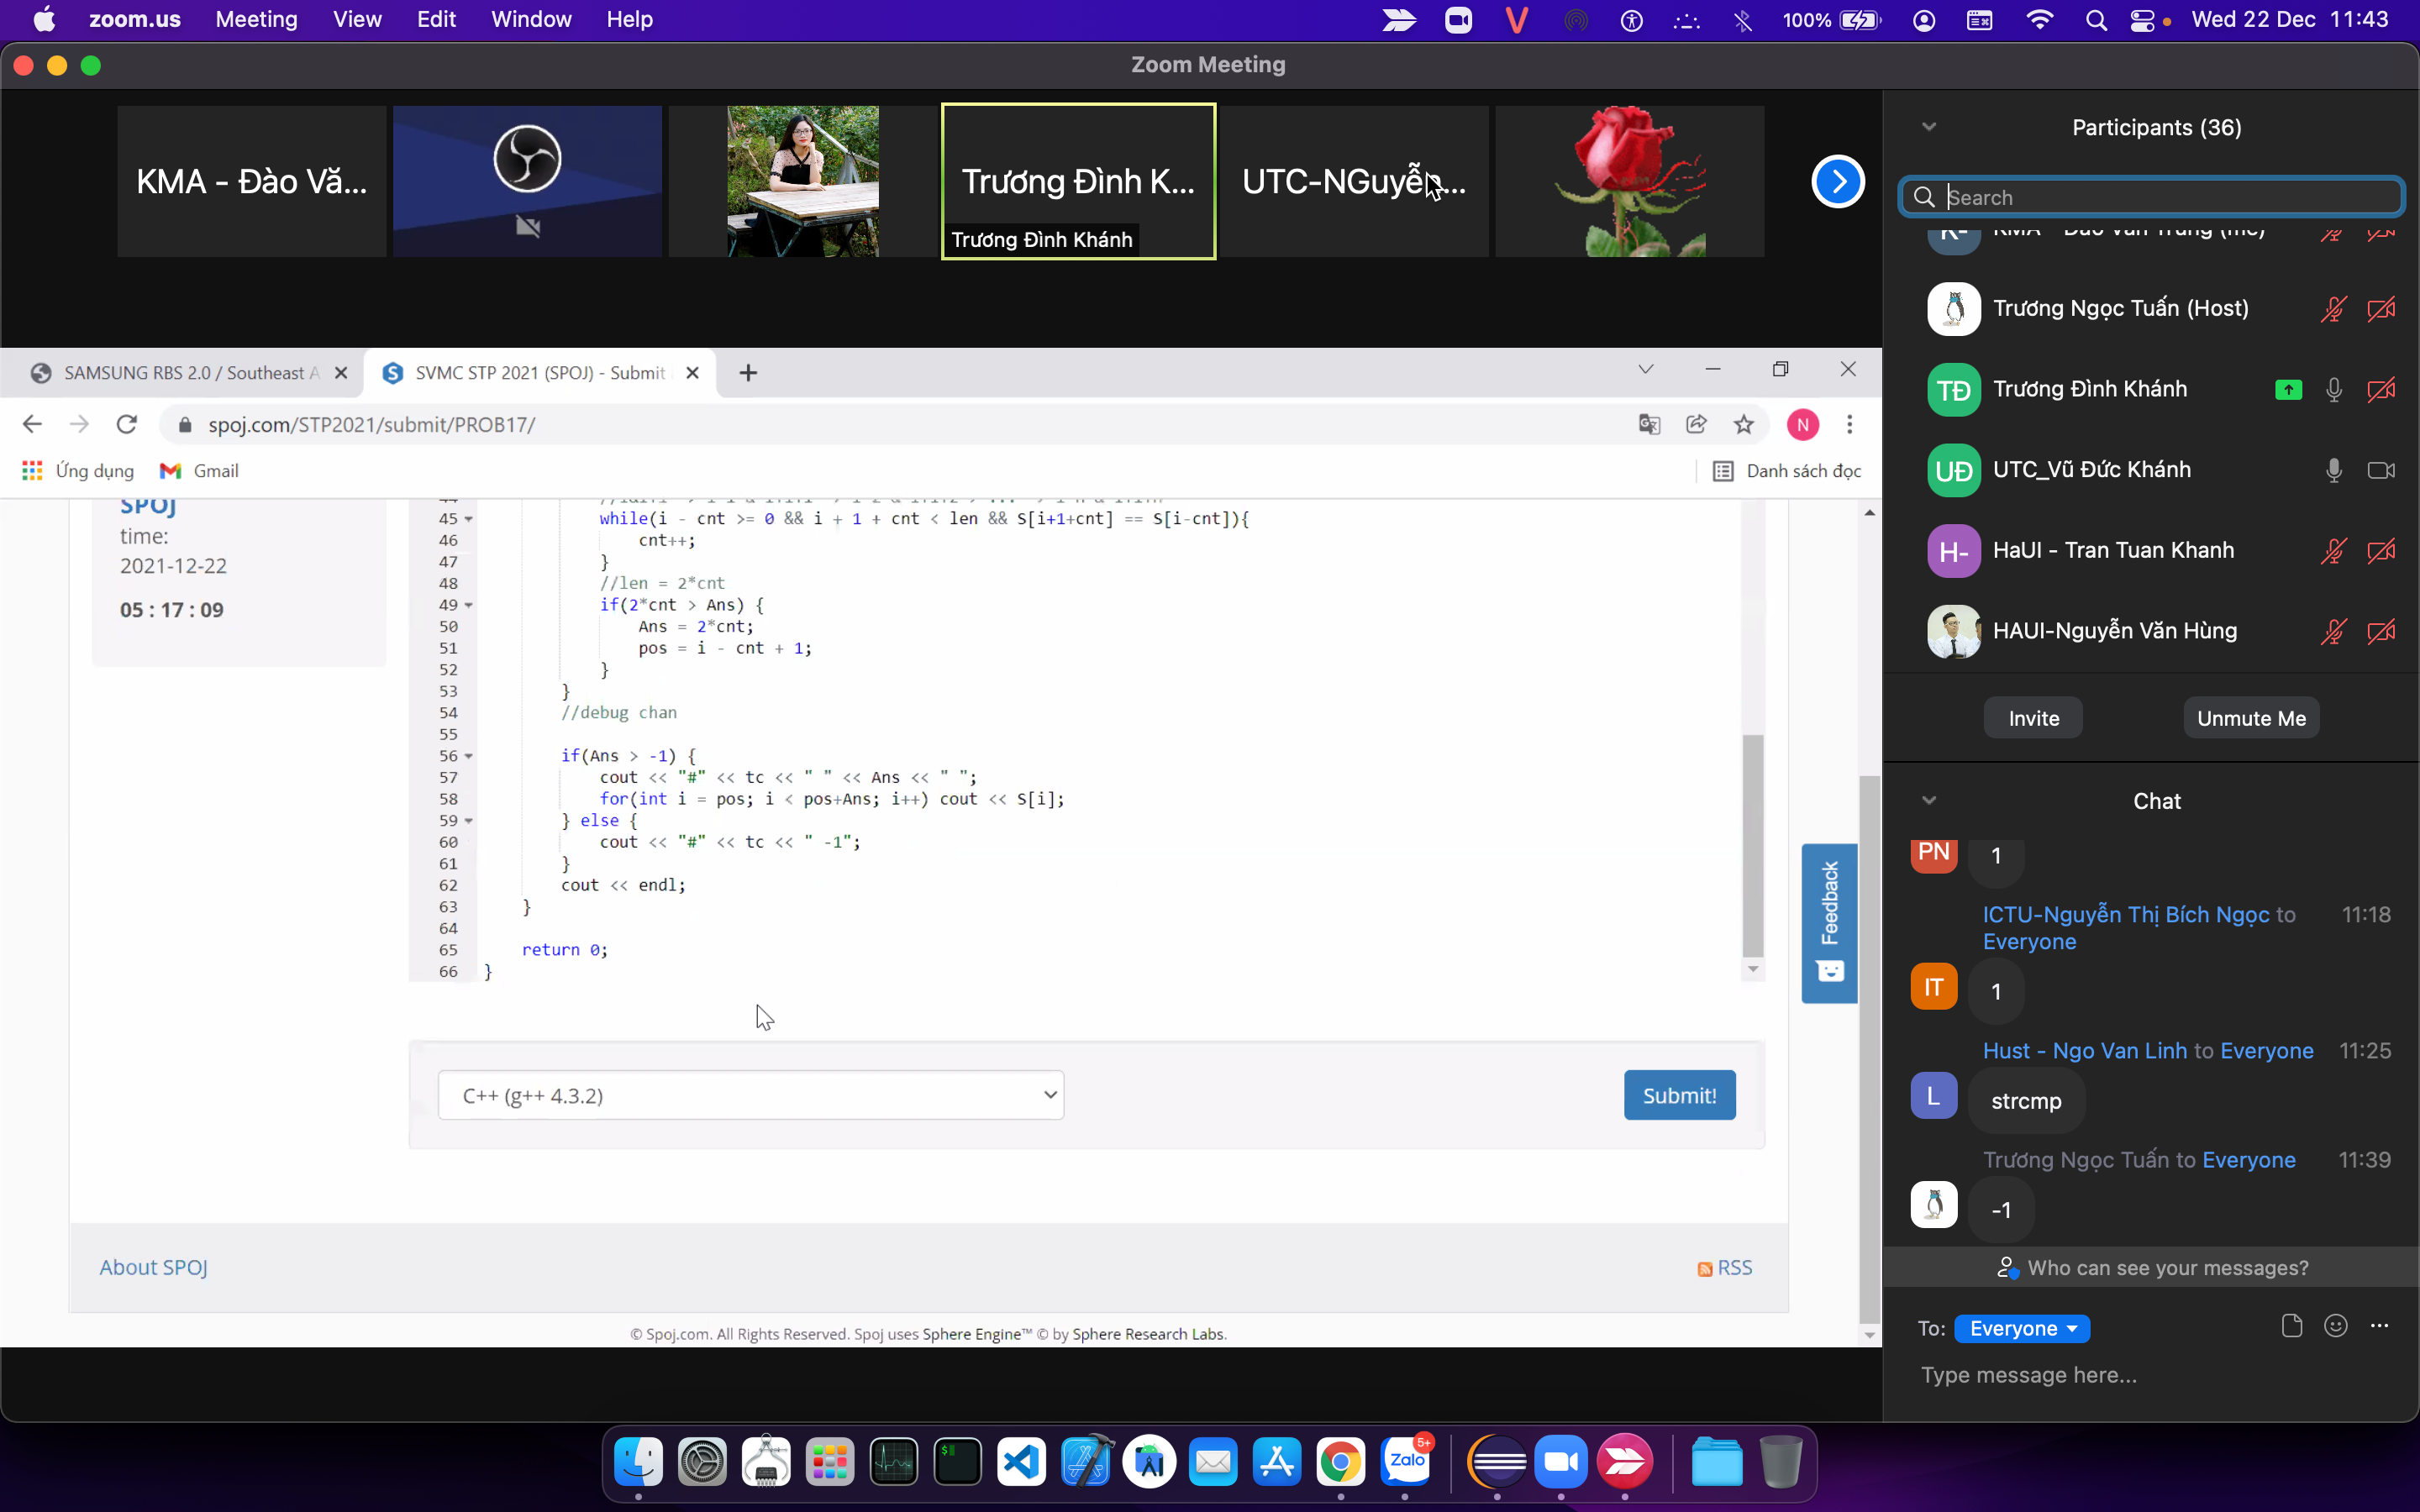 zoom.us Meeting View Edit Window Help 100% Wed 22 Dec 11:43
Zoom Meeting
KMA - Đào Vă...
Trương Đình K...
Trương Đình Khánh
UTC-NGuyễn...
Participants (36)
Search
KMA - Đào Văn Trung (me)
Trương Ngọc Tuấn (Host)
TĐ Trương Đình Khánh
UĐ UTC_Vũ Đức Khánh
H- HaUI - Tran Tuan Khanh
HAUI-Nguyễn Văn Hùng
Invite Unmute Me
Chat
PN 1
ICTU-Nguyễn Thị Bích Ngọc to Everyone 11:18
IT 1
Hust - Ngo Van Linh to Everyone 11:25
L strcmp
Trương Ngọc Tuấn to Everyone 11:39
-1
Who can see your messages?
To: Everyone
Type message here...
SAMSUNG RBS 2.0 / Southeast A
SVMC STP 2021 (SPOJ) - Submit
spoj.com/STP2021/submit/PROB17/
N
Ứng dụng Gmail Danh sách đọc
SPOJ
time:
2021-12-22
05 : 17 : 09
45 while(i - cnt >= 0 && i + 1 + cnt < len && S[i+1+cnt] == S[i-cnt]){
46 cnt++;
47 }
48 //len = 2*cnt
49 if(2*cnt > Ans) {
50 Ans = 2*cnt;
51 pos = i - cnt + 1;
52 }
53 }
54 //debug chan
55
56 if(Ans > -1) {
57 cout << "#" << tc << " " << Ans << " ";
58 for(int i = pos; i < pos+Ans; i++) cout << S[i];
59 } else {
60 cout << "#" << tc << " -1";
61 }
62 cout << endl;
63 }
64
65 return 0;
66 }
C++ (g++ 4.3.2)
Submit!
Feedback
About SPOJ
RSS
© Spoj.com. All Rights Reserved. Spoj uses Sphere Engine™ © by Sphere Research Labs.
Zalo
5+